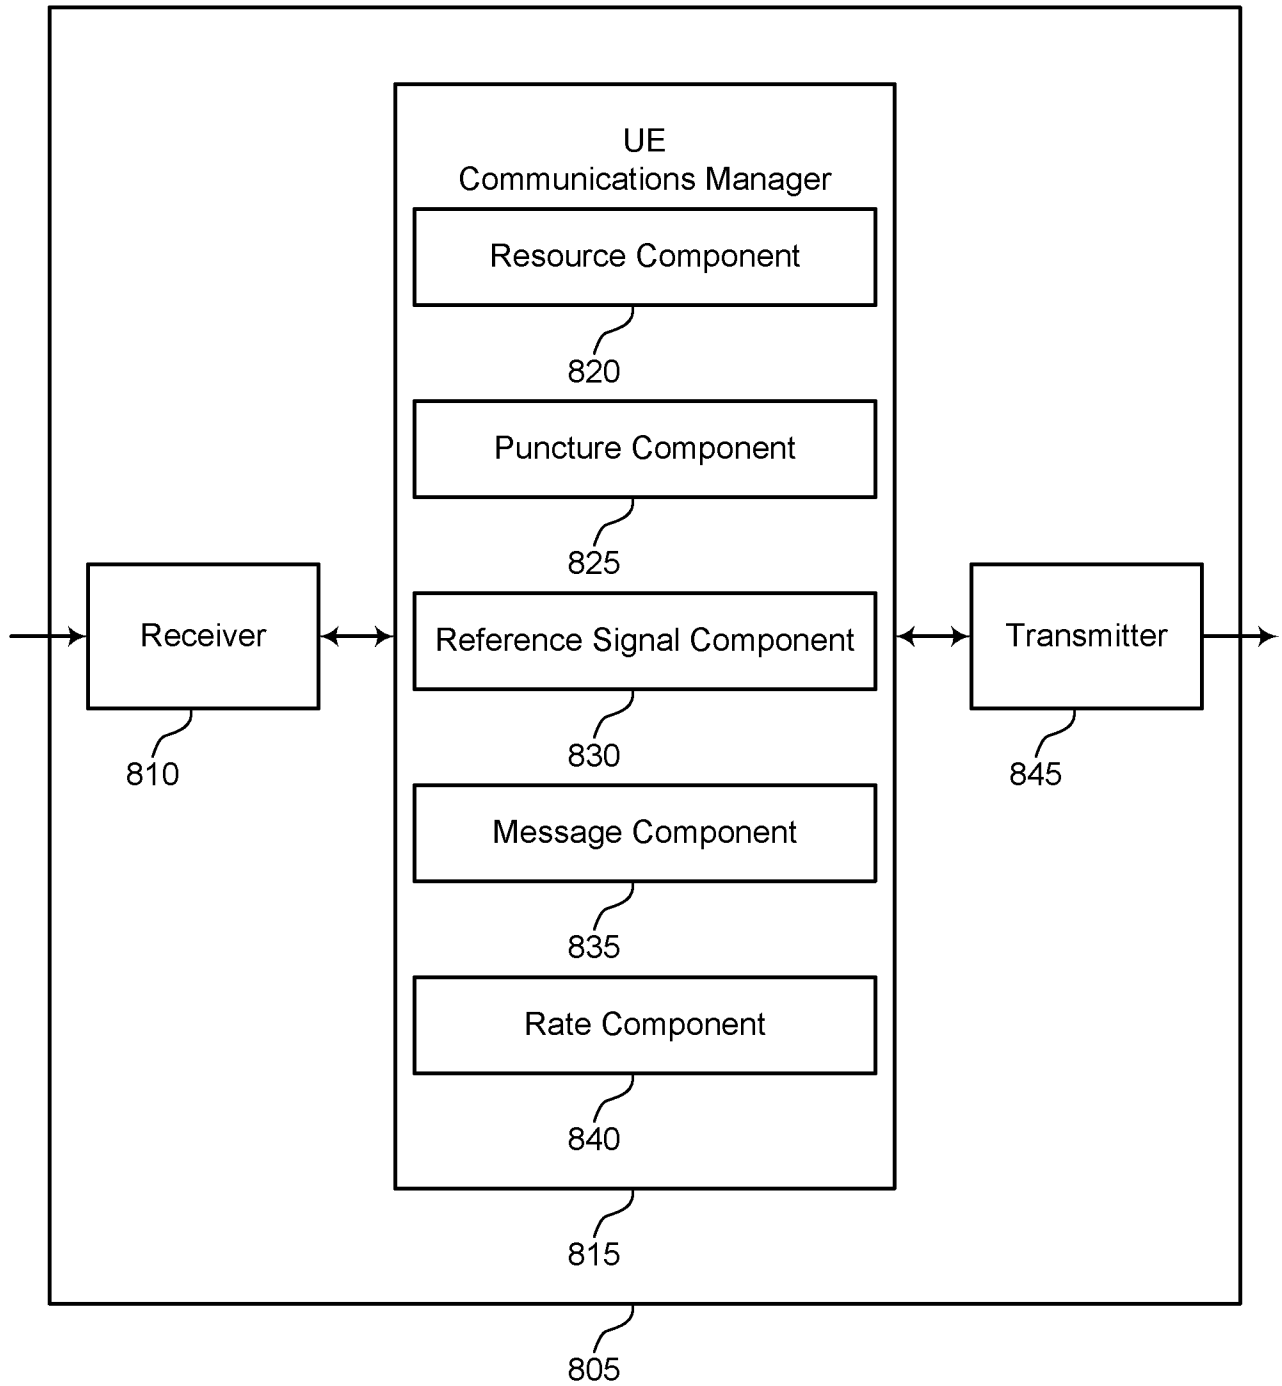 UE
Communications Manager
Resource Component
820
Puncture Component
825
Receiver
810
Reference Signal Component
830
Transmitter
845
Message Component
835
Rate Component
840
815
805